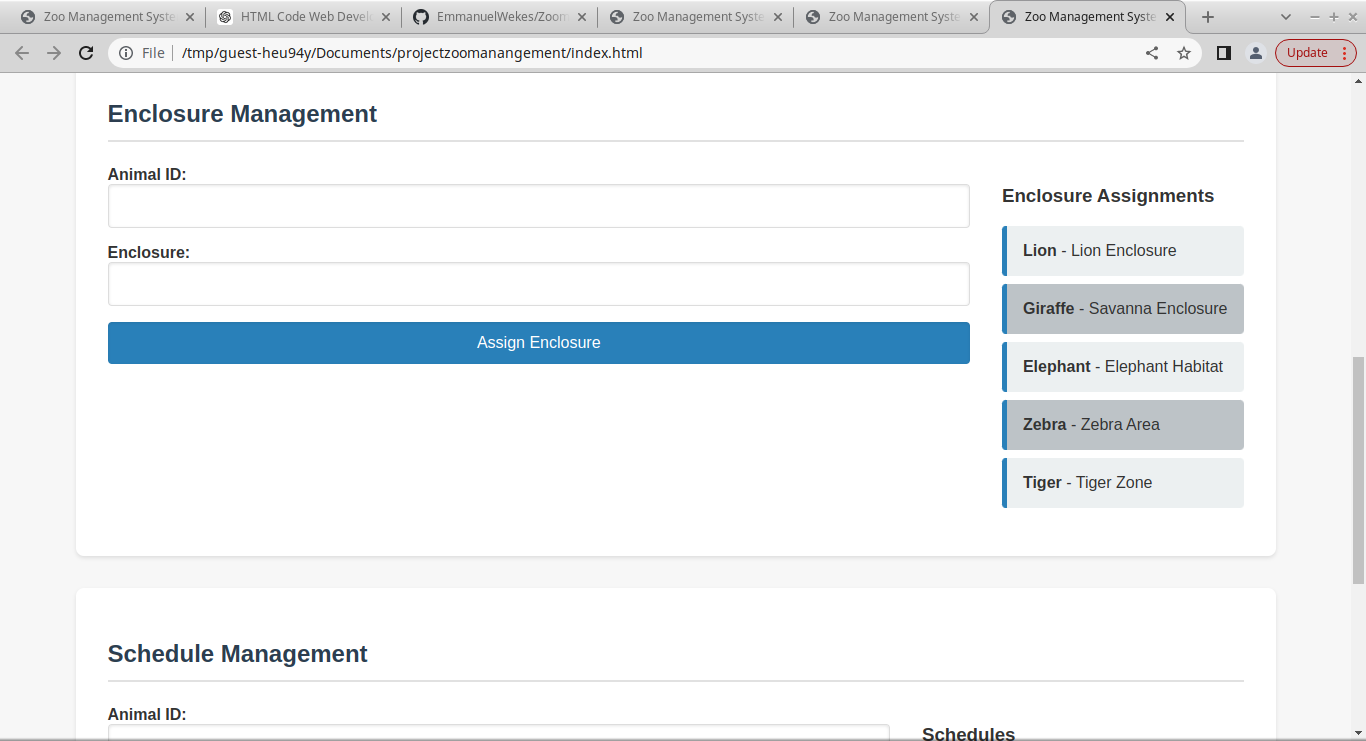 Zoo Management Syste
HTML Code Web Develo
EmmanuelWekes/Zoom
Zoo Management Syste
Zoo Management Syste
Zoo Management Syste
File
/tmp/guest-heu94y/Documents/projectzoomanangement/index.html
Update
Enclosure Management
Animal ID:
Enclosure:
Assign Enclosure
Enclosure Assignments
Lion - Lion Enclosure
Giraffe - Savanna Enclosure
Elephant - Elephant Habitat
Zebra - Zebra Area
Tiger - Tiger Zone
Schedule Management
Animal ID:
Schedules